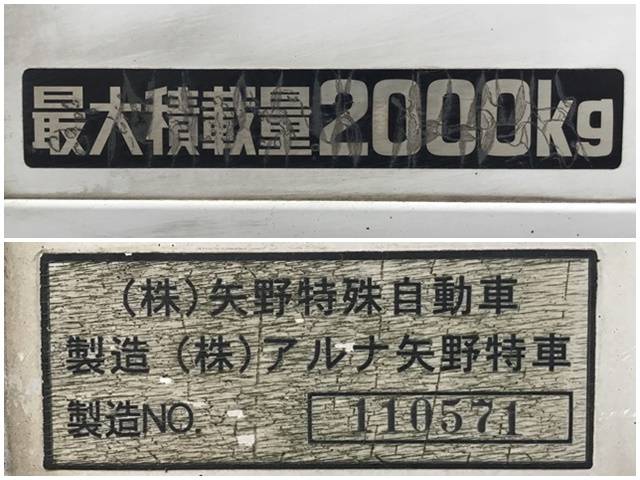 最大積載量2000kg
(株)矢野特殊自動車
製造 (株)アルナ矢野特車
製造NO. 110571